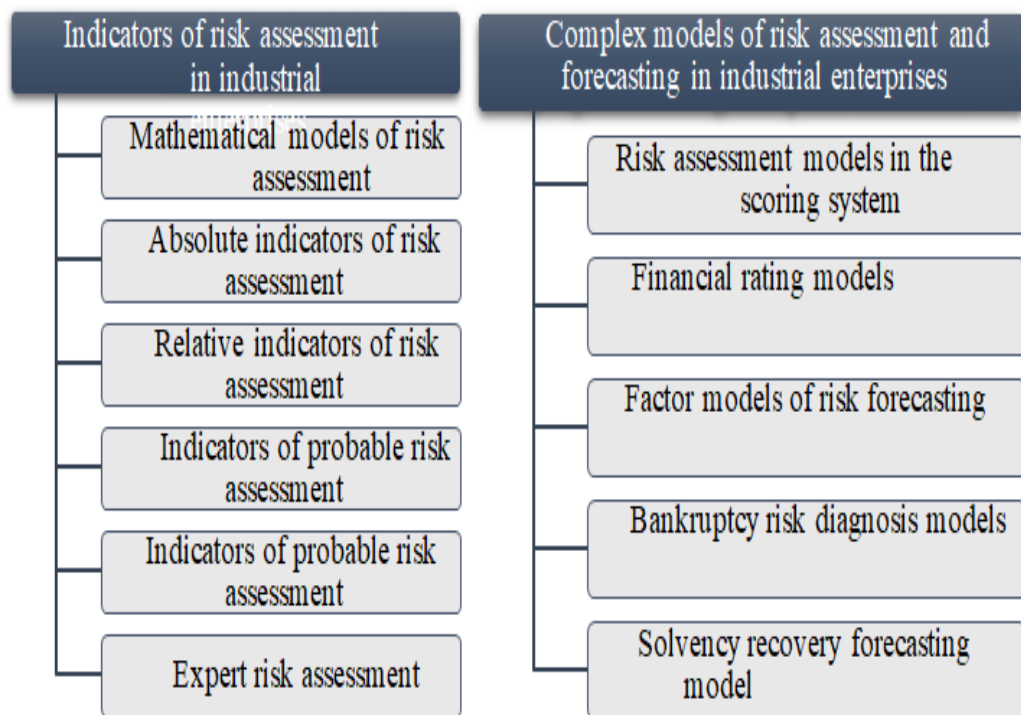 Indicators of risk assessment
in industrial
enterprises
Mathematical models of risk
assessment
Absolute indicators of risk
assessment
Relative indicators of risk
assessment
Indicators of probable risk
assessment
Indicators of probable risk
assessment
Expert risk assessment
Complex models of risk assessment and
forecasting in industrial enterprises
Risk assessment models in the
scoring system
Financial rating models
Factor models of risk forecasting
Bankruptcy risk diagnosis models
Solvency recovery forecasting
model